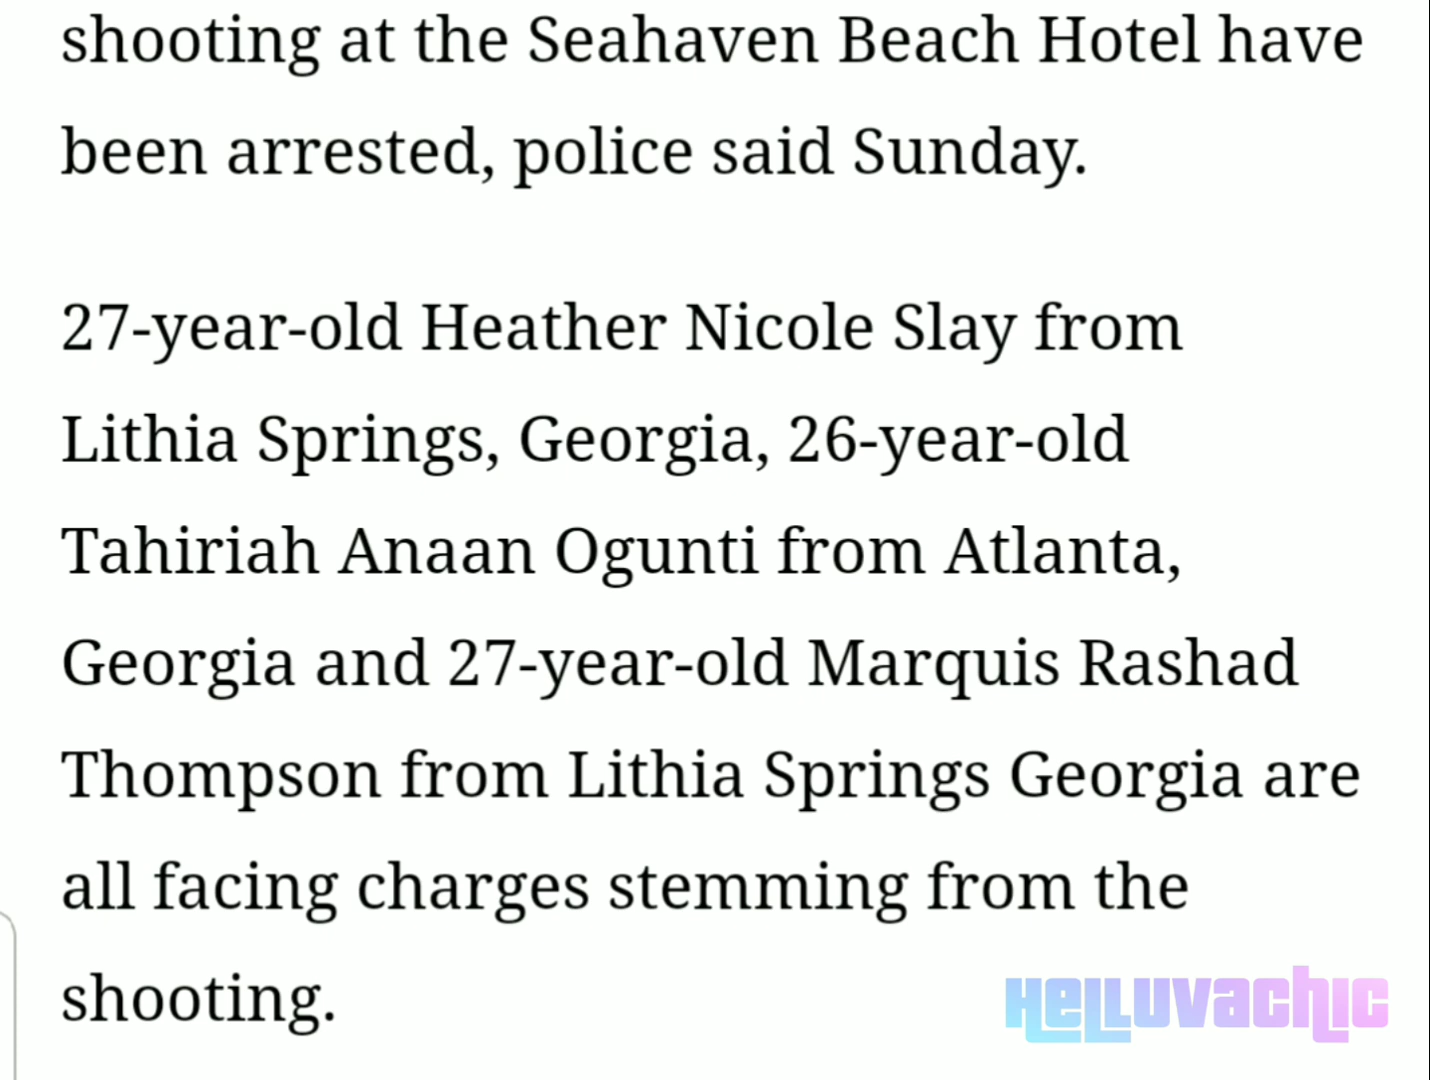 shooting at the Seahaven Beach Hotel have
been arrested, police said Sunday.
27-year-old Heather Nicole Slay from
Lithia Springs, Georgia, 26-year-old
Tahiriah Anaan Ogunti from Atlanta,
Georgia and 27-year-old Marquis Rashad
Thompson from Lithia Springs Georgia are
all facing charges stemming from the
shooting.
HELLUVACHIC